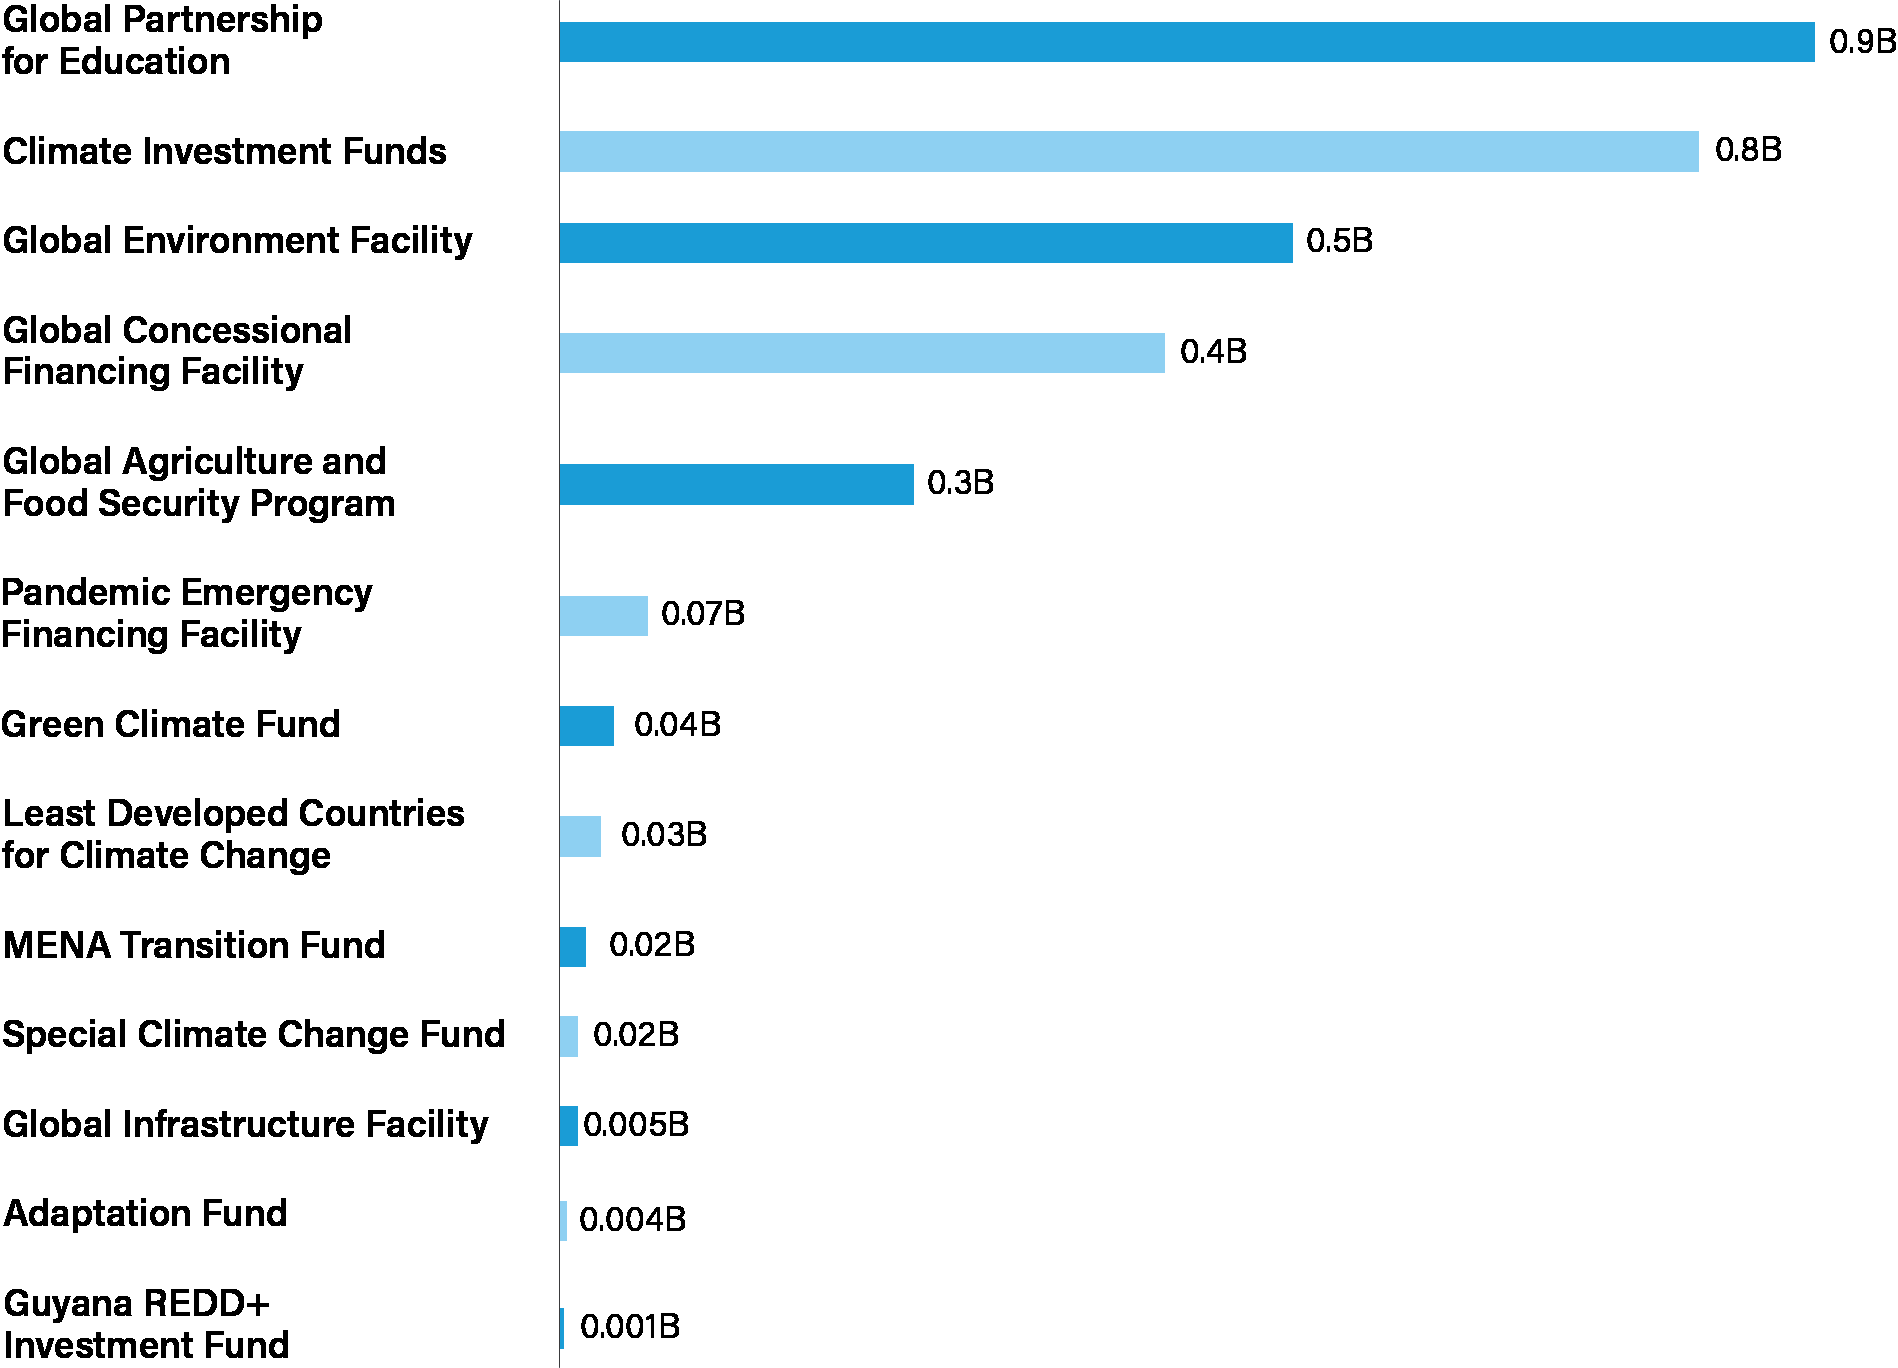 Global Partnership
for Education
0.9B
Climate Investment Funds
0.8B
Global Environment Facility
0.5B
Global Concessional
Financing Facility
0.4B
Global Agriculture and
Food Security Program
0.3B
Pandemic Emergency
Financing Facility
0.07B
Green Climate Fund
0.04B
Least Developed Countries
for Climate Change
0.03B
MENA Transition Fund
0.02B
Special Climate Change Fund
0.02B
Global Infrastructure Facility
0.005B
Adaptation Fund
0.004B
Guyana REDD+
Investment Fund
0.001B